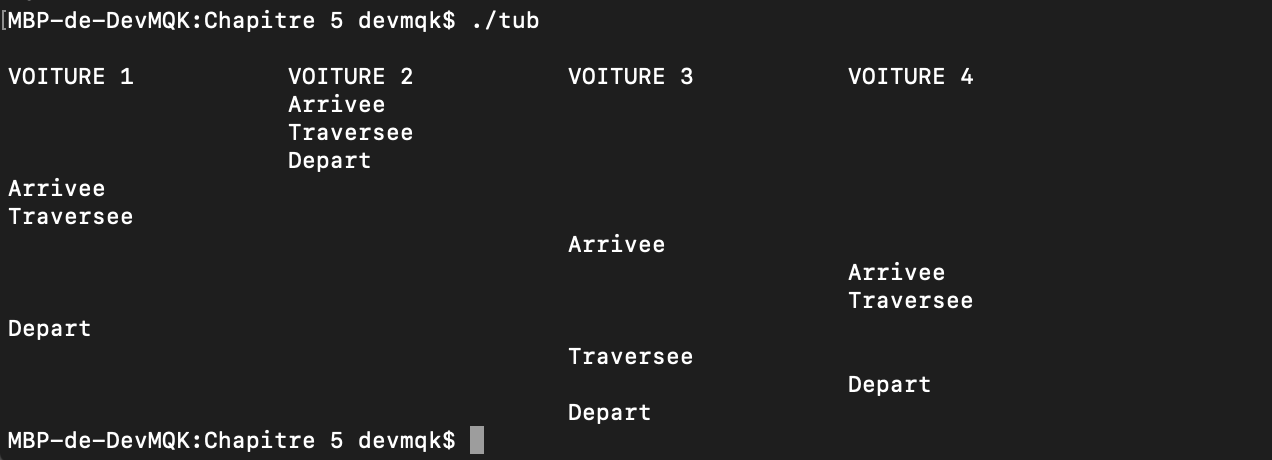 [MBP-de-DevMQK:Chapitre 5 devmqk$ ./tub
VOITURE 1 VOITURE 2 VOITURE 3 VOITURE 4
Arrivee
Traversee
Depart
Arrivee
Traversee
Arrivee
Arrivee
Traversee
Depart
Traversee
Depart
Depart
MBP-de-DevMQK:Chapitre 5 devmqk$